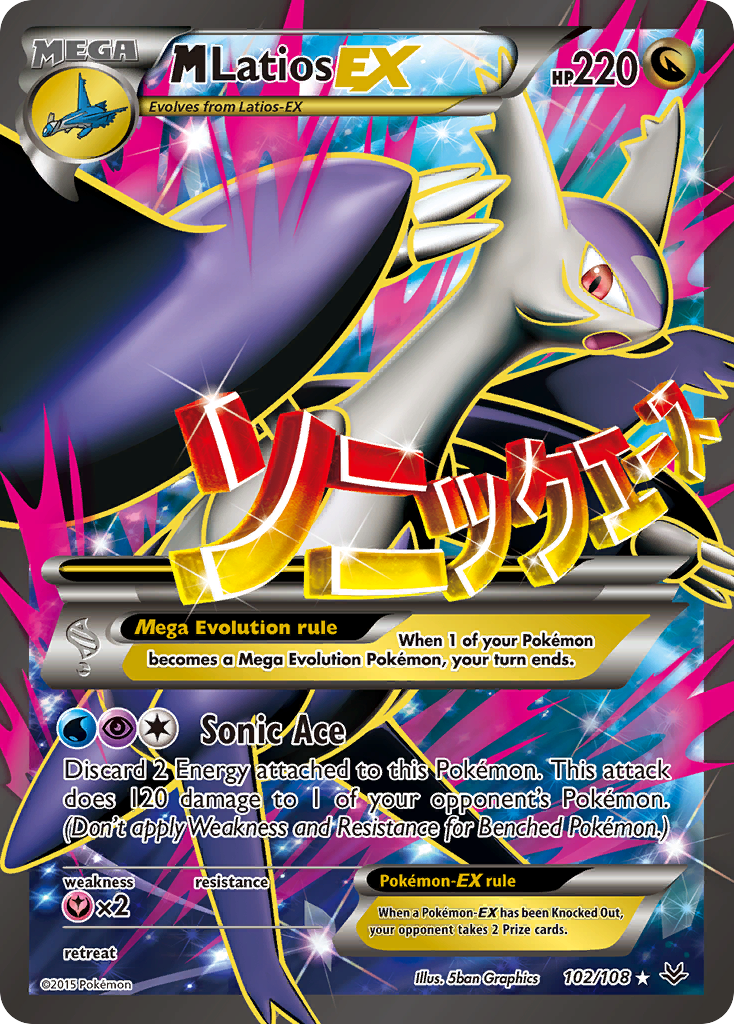 MEGA
MLatiosEX
HP220
Evolves from Latios-EX
ソニックエース
Mega Evolution rule
When 1 of your Pokémon
becomes a Mega Evolution Pokémon, your turn ends.
Sonic Ace
Discard 2 Energy attached to this Pokémon. This attack
does 120 damage to 1 of your opponent's Pokémon.
(Don't apply Weakness and Resistance for Benched Pokémon.)
weakness
resistance
×2
Pokémon-EX rule
When a Pokémon-EX has been Knocked Out,
your opponent takes 2 Prize cards.
retreat
©2015 Pokémon
Illus. 5ban Graphics
102/108 ★